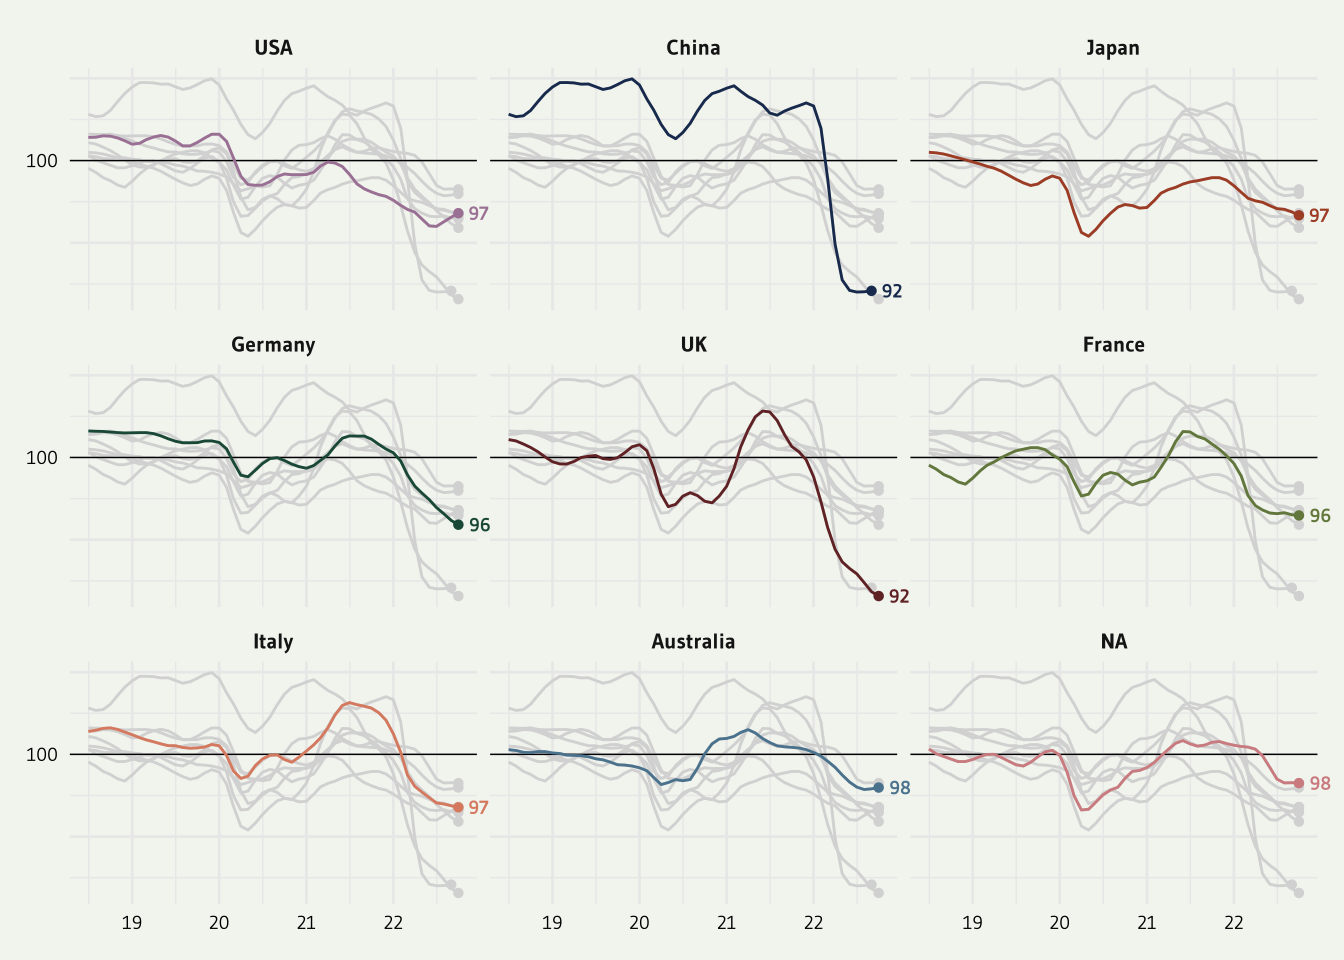 USA China Japan
100 97 92 97
Germany UK France
100 96 92 96
Italy Australia NA
100 97 98 98
19 20 21 22 19 20 21 22 19 20 21 22